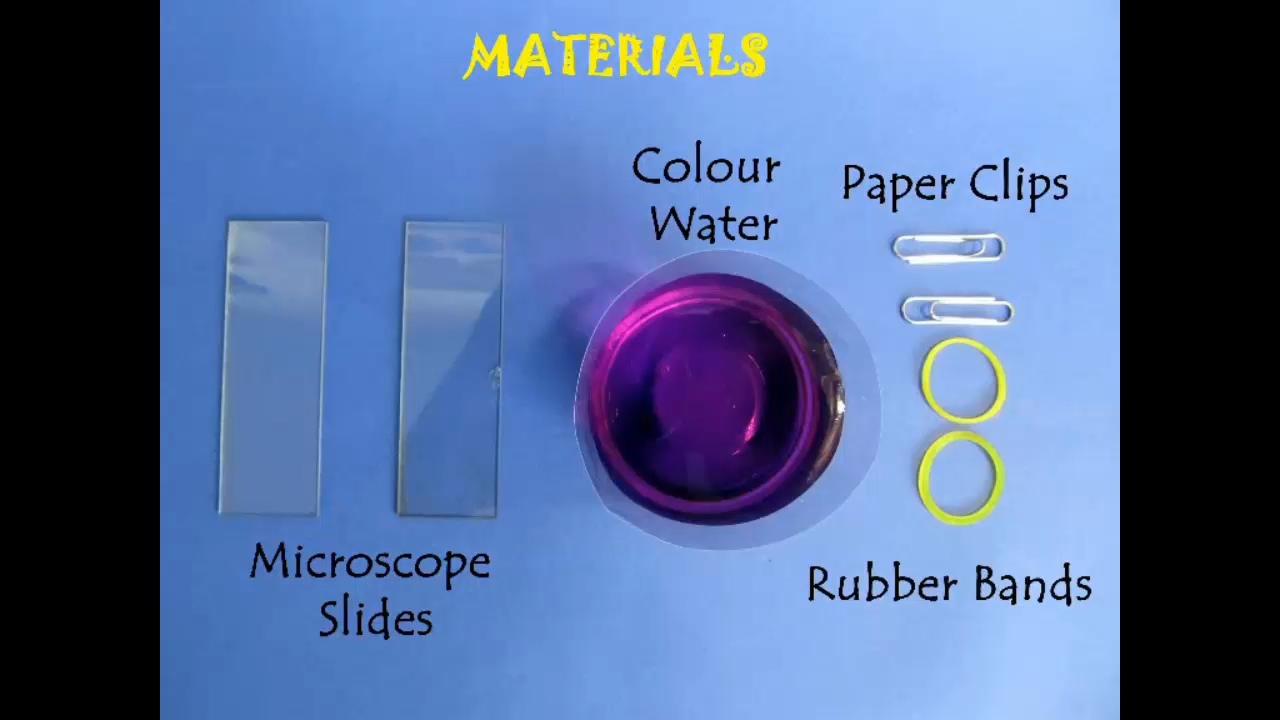 MATERIALS
Colour
Water
Paper Clips
Microscope
Slides
Rubber Bands